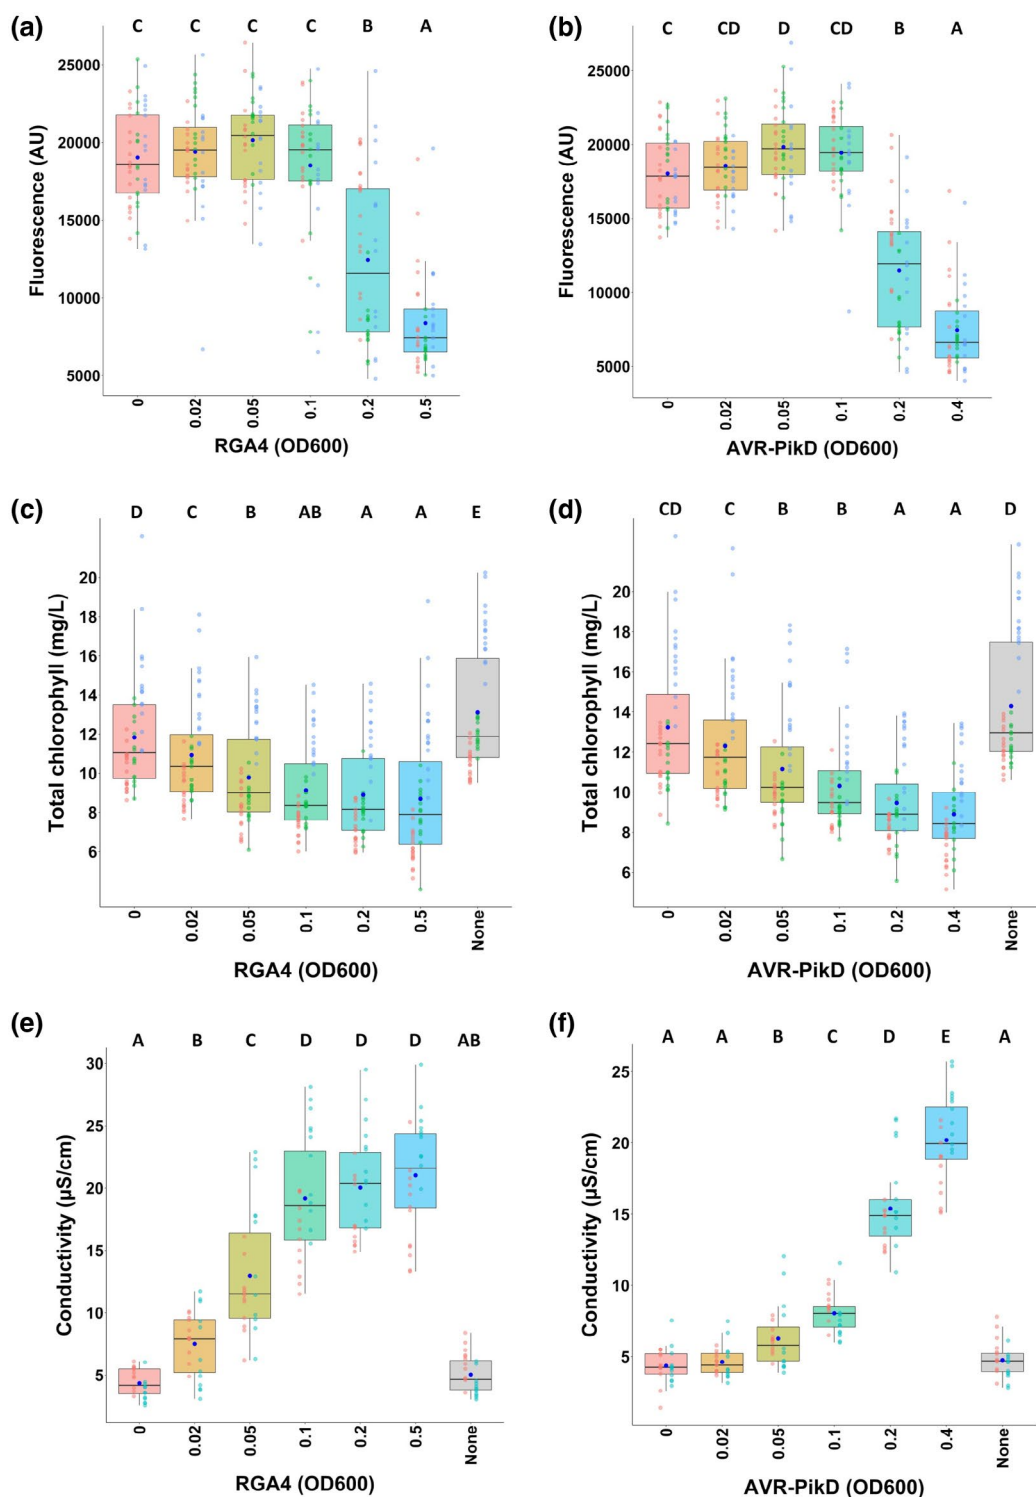 (a)
C C C C B A
Fluorescence (AU)
25000
20000
15000
10000
5000
0 0.02 0.05 0.1 0.2 0.5
RGA4 (OD600)
(b)
C CD D CD B A
Fluorescence (AU)
25000
20000
15000
10000
5000
0 0.02 0.05 0.1 0.2 0.4
AVR-PikD (OD600)
(c)
D C B AB A A E
Total chlorophyll (mg/L)
20
18
16
14
12
10
8
6
0 0.02 0.05 0.1 0.2 0.5 None
RGA4 (OD600)
(d)
CD C B B A A D
Total chlorophyll (mg/L)
20
18
16
14
12
10
8
6
0 0.02 0.05 0.1 0.2 0.4 None
AVR-PikD (OD600)
(e)
A B C D D D AB
Conductivity (µS/cm)
30
25
20
15
10
5
0 0.02 0.05 0.1 0.2 0.5 None
RGA4 (OD600)
(f)
A A B C D E A
Conductivity (µS/cm)
25
20
15
10
5
0 0.02 0.05 0.1 0.2 0.4 None
AVR-PikD (OD600)